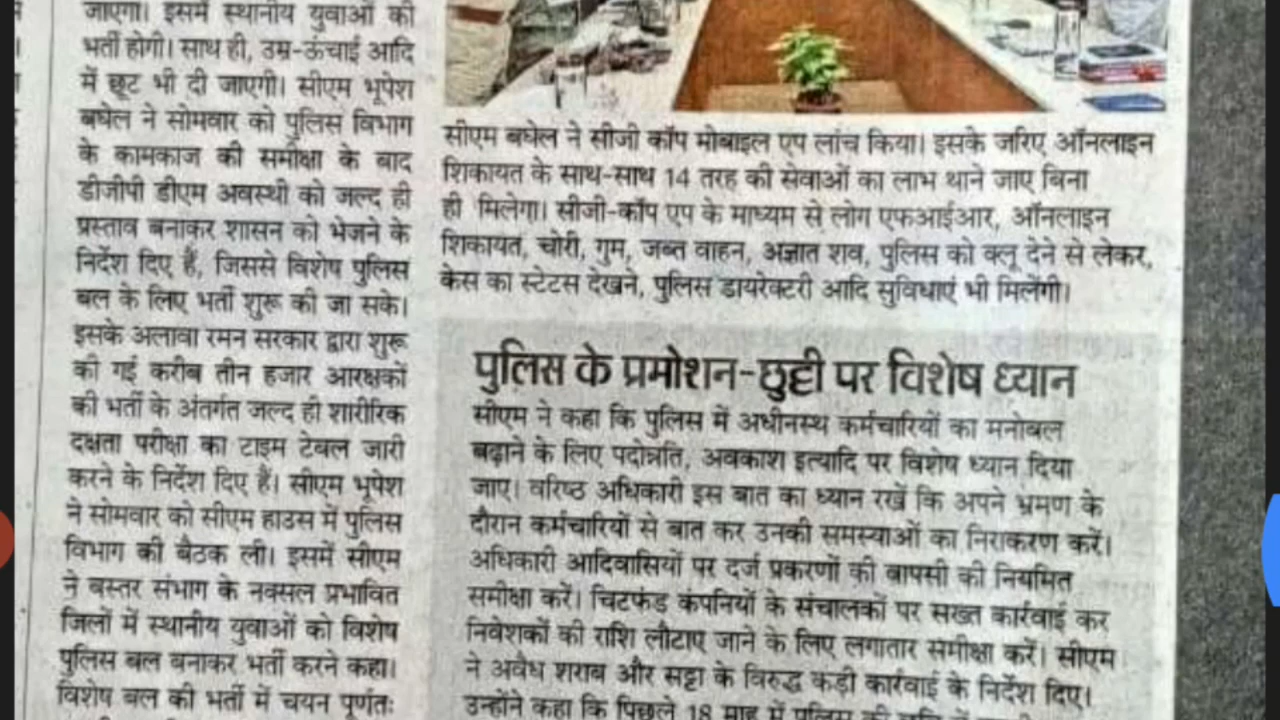 जाएगा। इसमें स्थानीय युवाओं की
भर्ती होगी। साथ ही, उम्र-ऊंचाई आदि
में छूट भी दी जाएगी। सीएम भूपेश
बघेल ने सोमवार को पुलिस विभाग
के कामकाज की समीक्षा के बाद
डीजीपी डीएम अवस्थी को जल्द ही
प्रस्ताव बनाकर शासन को भेजने के
निर्देश दिए हैं, जिससे विशेष पुलिस
बल के लिए भर्ती शुरू की जा सके।
इसके अलावा रमन सरकार द्वारा शुरू
की गई करीब तीन हजार आरक्षकों
की भर्ती के अंतर्गत जल्द ही शारीरिक
दक्षता परीक्षा का टाइम टेबल जारी
करने के निर्देश दिए हैं। सीएम भूपेश
ने सोमवार को सीएम हाउस में पुलिस
विभाग की बैठक ली। इसमें सीएम
ने बस्तर संभाग के नक्सल प्रभावित
जिलों में स्थानीय युवाओं को विशेष
पुलिस बल बनाकर भर्ती करने कहा।
विशेष बल की भर्ती में चयन पूर्णतः
सीएम बघेल ने सीजी कॉप मोबाइल एप लांच किया। इसके जरिए ऑनलाइन
शिकायत के साथ-साथ 14 तरह की सेवाओं का लाभ थाने जाए बिना
ही मिलेगा। सीजी-कॉप एप के माध्यम से लोग एफआईआर, ऑनलाइन
शिकायत, चोरी, गुम, जब्त वाहन, अज्ञात शव, पुलिस को क्लू देने से लेकर,
केस का स्टेटस देखने, पुलिस डायरेक्टरी आदि सुविधाएं भी मिलेंगी।
पुलिस के प्रमोशन-छुट्टी पर विशेष ध्यान
सीएम ने कहा कि पुलिस में अधीनस्थ कर्मचारियों का मनोबल
बढ़ाने के लिए पदोन्नति, अवकाश इत्यादि पर विशेष ध्यान दिया
जाए। वरिष्ठ अधिकारी इस बात का ध्यान रखें कि अपने भ्रमण के
दौरान कर्मचारियों से बात कर उनकी समस्याओं का निराकरण करें।
अधिकारी आदिवासियों पर दर्ज प्रकरणों की वापसी की नियमित
समीक्षा करें। चिटफंड कंपनियों के संचालकों पर सख्त कार्रवाई कर
निवेशकों की राशि लौटाए जाने के लिए लगातार समीक्षा करें। सीएम
ने अवैध शराब और सट्टा के विरुद्ध कड़ी कार्रवाई के निर्देश दिए।
उन्होंने कहा कि पिछले 18 माह में पुलिस की